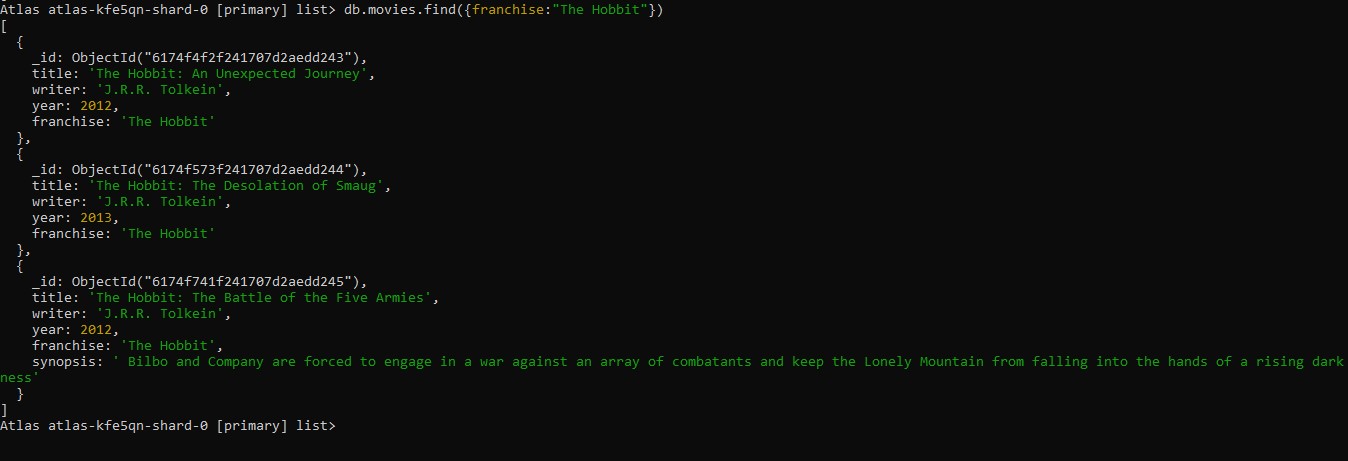 Atlas atlas-kfe5qn-shard-0 [primary] list> db.movies.find({franchise:"The Hobbit"})
[
  {
    _id: ObjectId("6174f4f2f241707d2aedd243"),
    title: 'The Hobbit: An Unexpected Journey',
    writer: 'J.R.R. Tolkein',
    year: 2012,
    franchise: 'The Hobbit'
  },
  {
    _id: ObjectId("6174f573f241707d2aedd244"),
    title: 'The Hobbit: The Desolation of Smaug',
    writer: 'J.R.R. Tolkein',
    year: 2013,
    franchise: 'The Hobbit'
  },
  {
    _id: ObjectId("6174f741f241707d2aedd245"),
    title: 'The Hobbit: The Battle of the Five Armies',
    writer: 'J.R.R. Tolkein',
    year: 2012,
    franchise: 'The Hobbit',
    synopsis: ' Bilbo and Company are forced to engage in a war against an array of combatants and keep the Lonely Mountain from falling into the hands of a rising dark
ness'
  }
]
Atlas atlas-kfe5qn-shard-0 [primary] list>